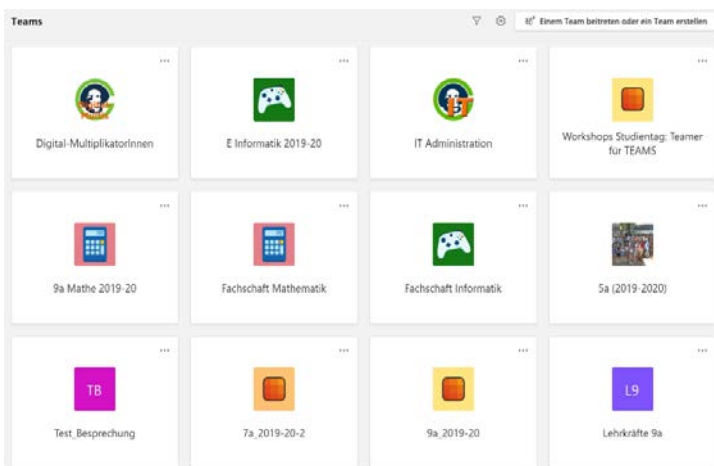 Teams
Einem Team beitreten oder ein Team erstellen
Digital-MultiplikatorInnen
E Informatik 2019-20
IT
IT Administration
Workshops Studientag: Teamer
für TEAMS
9a Mathe 2019-20
Fachschaft Mathematik
Fachschaft Informatik
5a (2019-2020)
TB
Test_Besprechung
7a_2019-20-2
9a_2019-20
L9
Lehrkräfte 9a